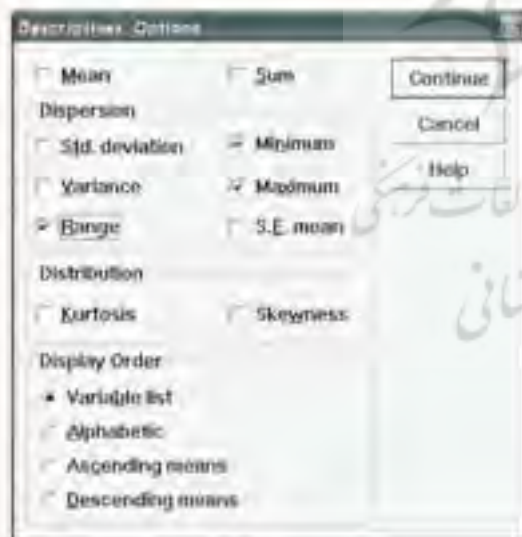 Descriptives: Options
Mean Sum Continue
Dispersion Cancel
Std. deviation Minimum Help
Variance Maximum
Range S.E. mean
Distribution
Kurtosis Skewness
Display Order
Variable list
Alphabetic
Ascending means
Descending means